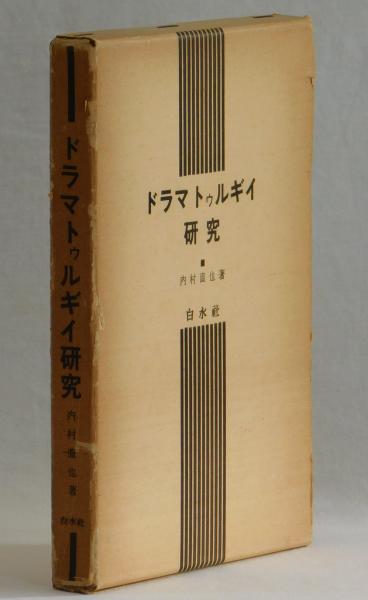 ドラマトゥルギイ
研究
内村直也著
白水社
ドラマトゥルギイ研究
内村直也著
白水社